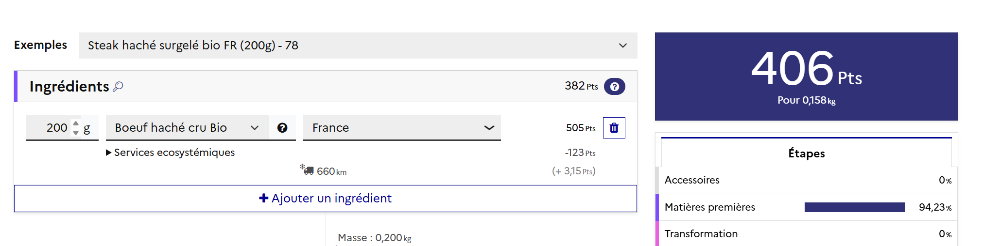 Exemples
Steak haché surgelé bio FR (200g) - 78
Ingrédients
382 Pts
200 g
Boeuf haché cru Bio
France
505 Pts
Services ecosystémiques
-123 Pts
660 km
(+ 3,15 Pts)
Ajouter un ingrédient
Masse : 0,200 kg
406 Pts
Pour 0,158 kg
Étapes
Accessoires
0 %
Matières premières
94,23 %
Transformation
0 %